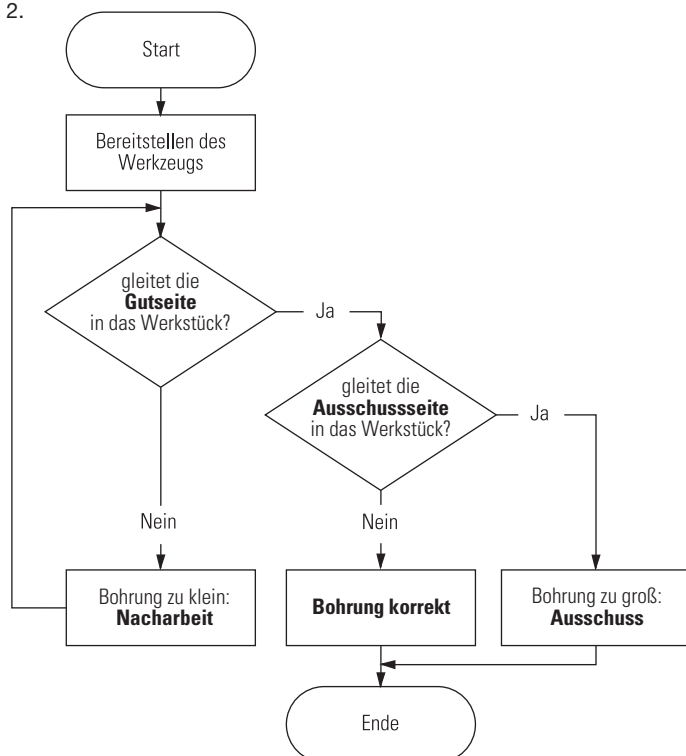 2.
Start
Bereitstellen des
Werkzeugs
gleitet die
Gutseite
in das Werkstück?
Ja
gleitet die
Ausschussseite
in das Werkstück?
Ja
Nein
Nein
Bohrung zu klein:
Nacharbeit
Bohrung korrekt
Bohrung zu groß:
Ausschuss
Ende